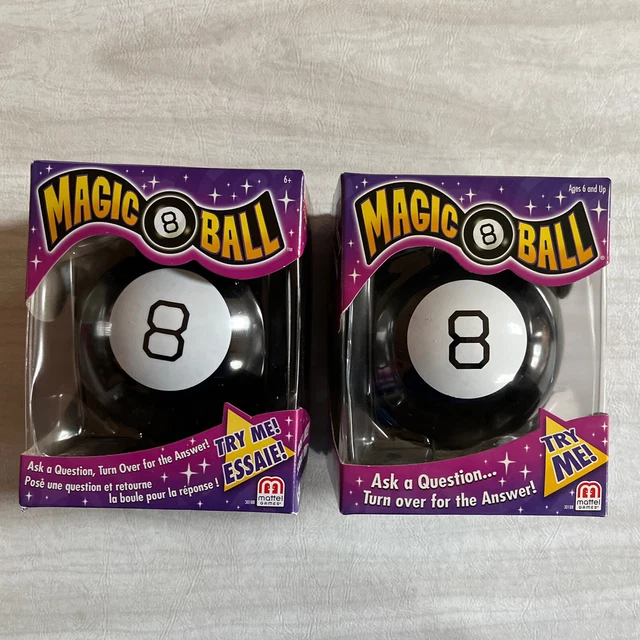 6+
MAGIC 8 BALL
8
TRY ME!
ESSAIE!
Ask a Question, Turn Over for the Answer!
Posé une question et retourne
la boule pour la réponse !
mattel
GAMES
Ages 6 and Up
MAGIC 8 BALL
8
TRY
ME!
Ask a Question...
Turn over for the Answer!
30188
mattel
GAMES